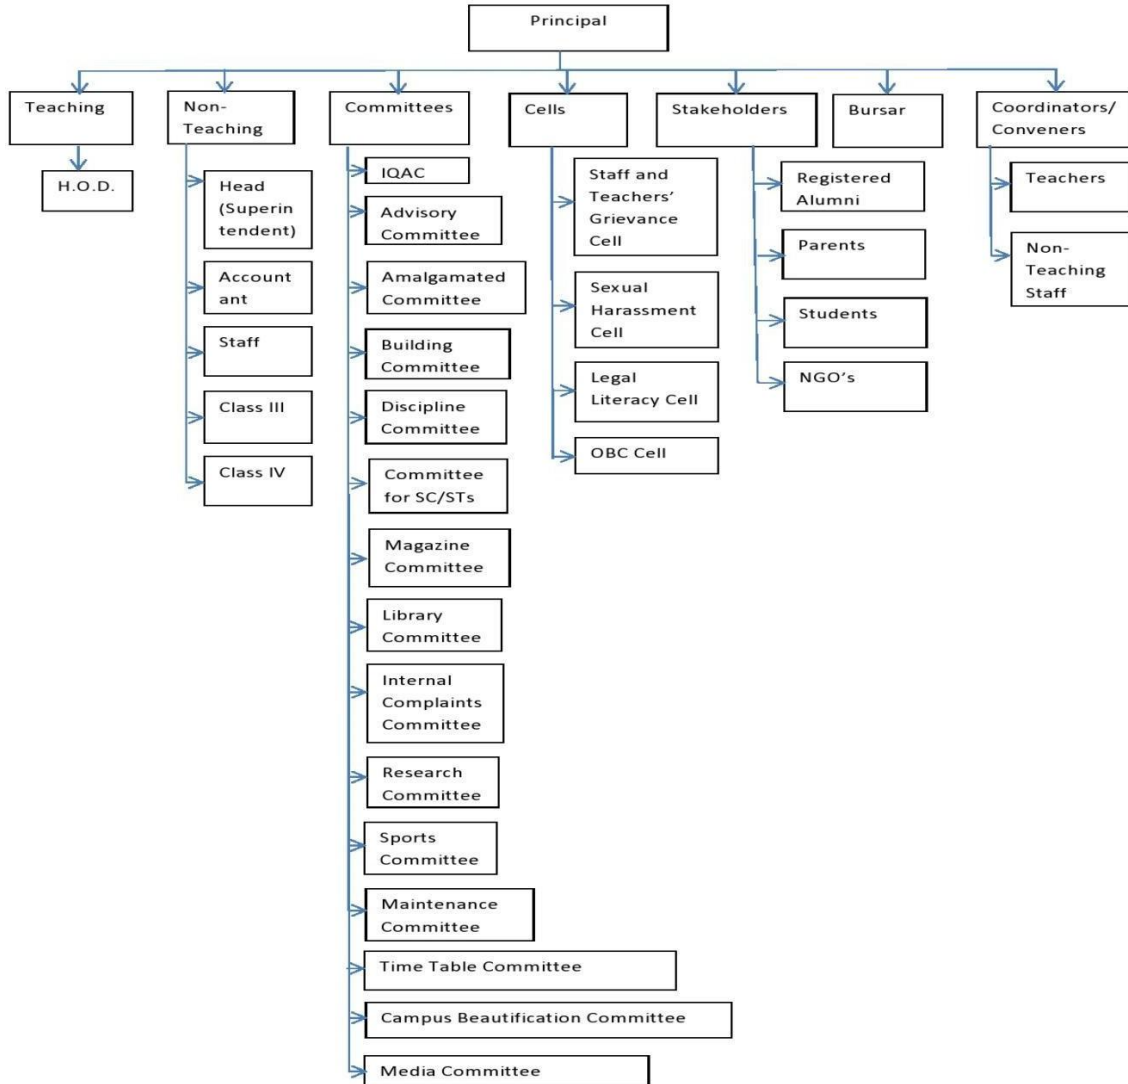 Principal
Teaching
Non-
Teaching
Committees
Cells
Stakeholders
Bursar
Coordinators/
Conveners
H.O.D.
Head
(Superin
tendent)
Account
ant
Staff
Class III
Class IV
IQAC
Advisory
Committee
Amalgamated
Committee
Building
Committee
Discipline
Committee
Committee
for SC/STs
Magazine
Committee
Library
Committee
Internal
Complaints
Committee
Research
Committee
Sports
Committee
Maintenance
Committee
Time Table Committee
Campus Beautification Committee
Media Committee
Staff and
Teachers’
Grievance
Cell
Sexual
Harassment
Cell
Legal
Literacy Cell
OBC Cell
Registered
Alumni
Parents
Students
NGO’s
Teachers
Non-
Teaching
Staff